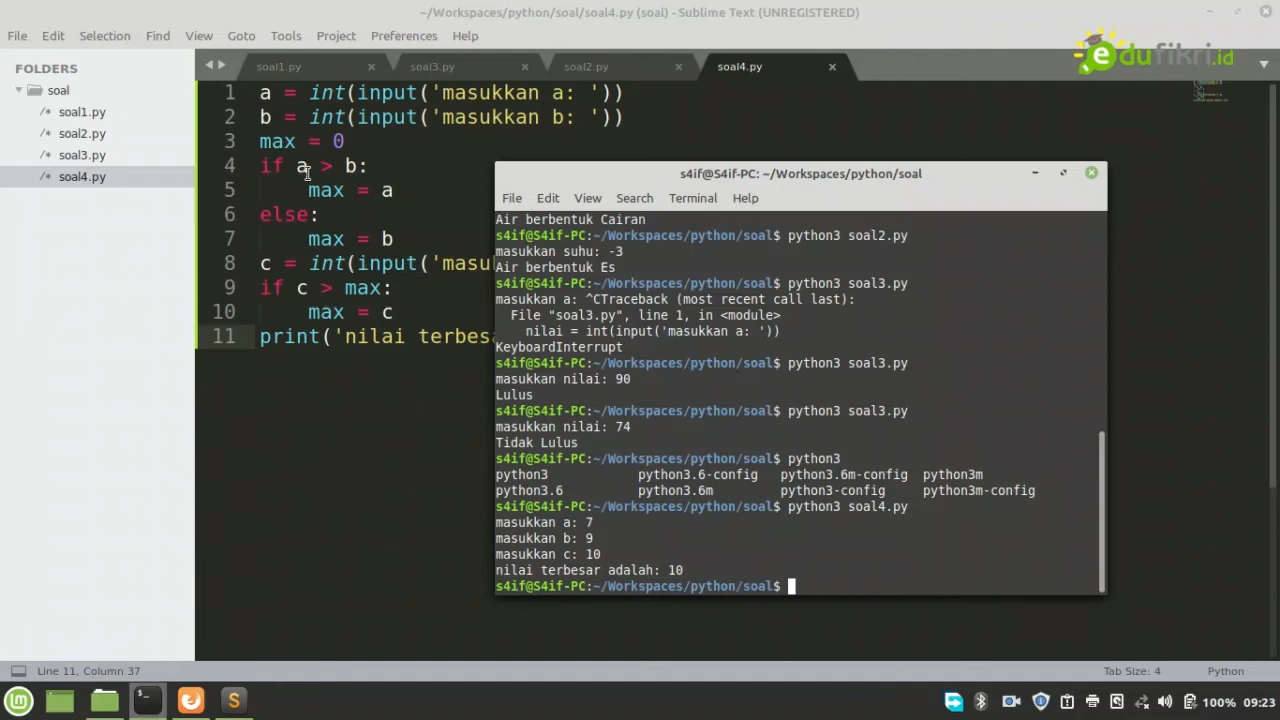 ~/Workspaces/python/soal/soal4.py (soal) - Sublime Text (UNREGISTERED)
File Edit Selection Find View Goto Tools Project Preferences Help
edufikri.id
FOLDERS
soal
/* soal1.py
/* soal2.py
/* soal3.py
/* soal4.py
soal1.py × soal3.py × soal2.py × soal4.py ×
1 a = int(input('masukkan a: '))
2 b = int(input('masukkan b: '))
3 max = 0
4 if a > b:
5 max = a
6 else:
7 max = b
8 c = int(input('masu
9 if c > max:
10 max = c
11 print('nilai terbesa
s4if@S4if-PC: ~/Workspaces/python/soal
File Edit View Search Terminal Help
Air berbentuk Cairan
s4if@S4if-PC:~/Workspaces/python/soal$ python3 soal2.py
masukkan suhu: -3
Air berbentuk Es
s4if@S4if-PC:~/Workspaces/python/soal$ python3 soal3.py
masukkan a: ^CTraceback (most recent call last):
File "soal3.py", line 1, in <module>
nilai = int(input('masukkan a: '))
KeyboardInterrupt
s4if@S4if-PC:~/Workspaces/python/soal$ python3 soal3.py
masukkan nilai: 90
Lulus
s4if@S4if-PC:~/Workspaces/python/soal$ python3 soal3.py
masukkan nilai: 74
Tidak Lulus
s4if@S4if-PC:~/Workspaces/python/soal$ python3
python3 python3.6-config python3.6m-config python3m
python3.6 python3.6m python3-config python3m-config
s4if@S4if-PC:~/Workspaces/python/soal$ python3 soal4.py
masukkan a: 7
masukkan b: 9
masukkan c: 10
nilai terbesar adalah: 10
s4if@S4if-PC:~/Workspaces/python/soal$
Line 11, Column 37
Tab Size: 4
Python
100% 09:23